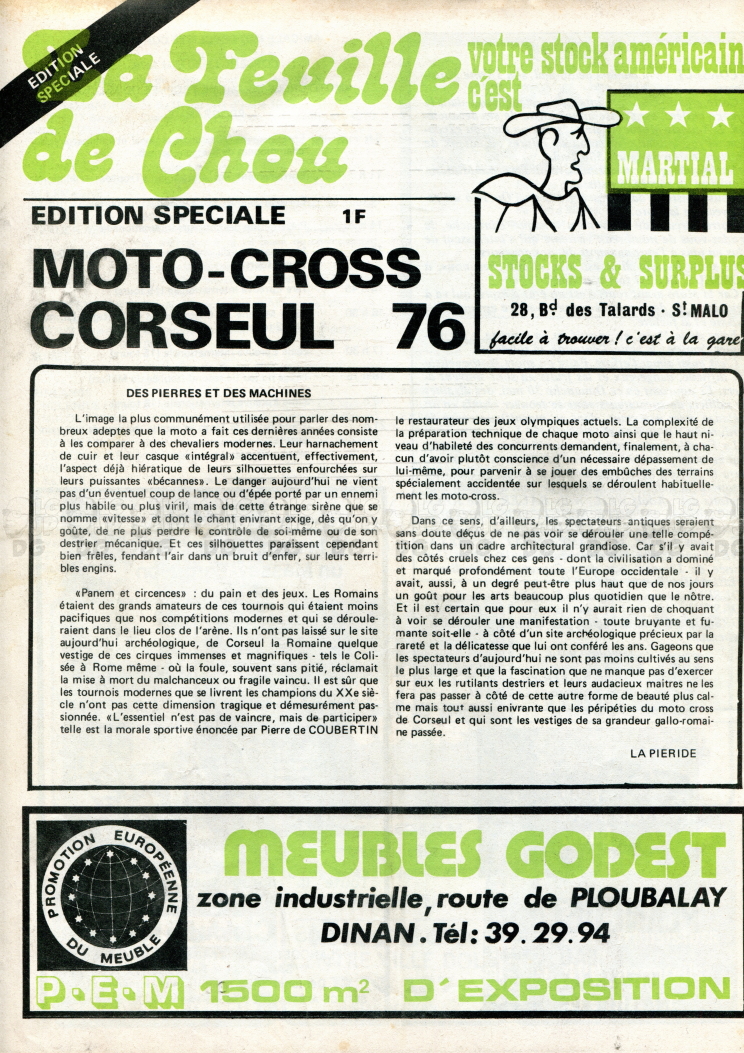 EDITION
SPECIALE
La Feuille
de Chou
votre stock américain
c'est
MARTIAL
STOCKS & SURPLUS
28, Bd des Talards · St MALO
facile à trouver ! c'est à la gare
EDITION SPECIALE 1F
MOTO-CROSS
CORSEUL 76
DES PIERRES ET DES MACHINES
L'image la plus communément utilisée pour parler des nom-
breux adeptes que la moto a fait ces dernières années consiste
à les comparer à des chevaliers modernes. Leur harnachement
de cuir et leur casque «intégral» accentuent, effectivement,
l'aspect déjà hiératique de leurs silhouettes enfourchées sur
leurs puissantes «bécannes». Le danger aujourd'hui ne vient
pas d'un éventuel coup de lance ou d'épée porté par un ennemi
plus habile ou plus viril, mais de cette étrange sirène que se
nomme «vitesse» et dont le chant enivrant exige, dès qu'on y
goûte, de ne plus perdre le contrôle de soi-même ou de son
destrier mécanique. Et ces silhouettes paraissent cependant
bien frêles, fendant l'air dans un bruit d'enfer, sur leurs terri-
bles engins.
«Panem et circences» : du pain et des jeux. Les Romains
étaient des grands amateurs de ces tournois qui étaient moins
pacifiques que nos compétitions modernes et qui se déroule-
raient dans le lieu clos de l'arène. Ils n'ont pas laissé sur le site
aujourd'hui archéologique, de Corseul la Romaine quelque
vestige de ces cirques immenses et magnifiques - tels le Coli-
sée à Rome même - où la foule, souvent sans pitié, réclamait
la mise à mort du malchanceux ou fragile vaincu. Il est sûr que
les tournois modernes que se livrent les champions du XXe siè-
cle n'ont pas cette dimension tragique et démesurément pas-
sionnée. «L'essentiel n'est pas de vaincre, mais de participer»
telle est la morale sportive énoncée par Pierre de COUBERTIN
le restaurateur des jeux olympiques actuels. La complexité de
la préparation technique de chaque moto ainsi que le haut ni-
veau d'habileté des concurrents demandent, finalement, à cha-
cun d'avoir plutôt conscience d'un nécessaire dépassement de
lui-même, pour parvenir à se jouer des embûches des terrains
spécialement accidentée sur lesquels se déroulent habituelle-
ment les moto-cross.
Dans ce sens, d'ailleurs, les spectateurs antiques seraient
sans doute déçus de ne pas voir se dérouler une telle compé-
tition dans un cadre architectural grandiose. Car s'il y avait
des côtés cruels chez ces gens - dont la civilisation a dominé
et marqué profondément toute l'Europe occidentale - il y
avait, aussi, à un degré peut-être plus haut que de nos jours
un goût pour les arts beaucoup plus quotidien que le nôtre.
Et il est certain que pour eux il n'y aurait rien de choquant
à voir se dérouler une manifestation - toute bruyante et fu-
mante soit-elle - à côté d'un site archéologique précieux par la
rareté et la délicatesse que lui ont conféré les ans. Gageons que
les spectateurs d'aujourd'hui ne sont pas moins cultivés au sens
le plus large et que la fascination que ne manque pas d'exercer
sur eux les rutilants destriers et leurs audacieux maitres ne les
fera pas passer à côté de cette autre forme de beauté plus cal-
me mais tout aussi enivrante que les péripéties du moto cross
de Corseul et qui sont les vestiges de sa grandeur gallo-romai-
ne passée.
LA PIERIDE
PROMOTION EUROPÉENNE
DU MEUBLE
MEUBLES GODEST
zone industrielle, route de PLOUBALAY
DINAN. Tél: 39.29.94
P·E·M 1500 m² D'EXPOSITION